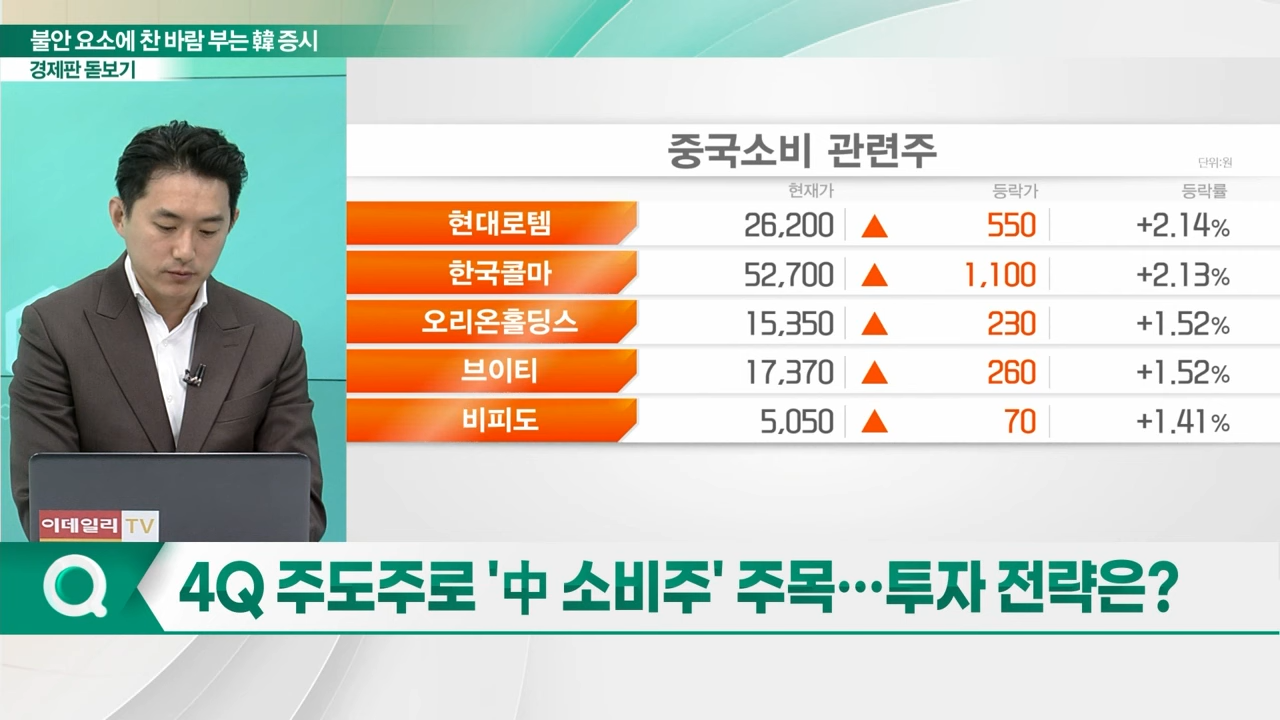 불안 요소에 찬 바람 부는 韓 증시
경제판 돋보기
중국소비 관련주
단위:원
현재가 등락가 등락률
현대로템 26,200 ▲ 550 +2.14%
한국콜마 52,700 ▲ 1,100 +2.13%
오리온홀딩스 15,350 ▲ 230 +1.52%
브이티 17,370 ▲ 260 +1.52%
비피도 5,050 ▲ 70 +1.41%
이데일리 TV
Q 4Q 주도주로 '中 소비주' 주목…투자 전략은?